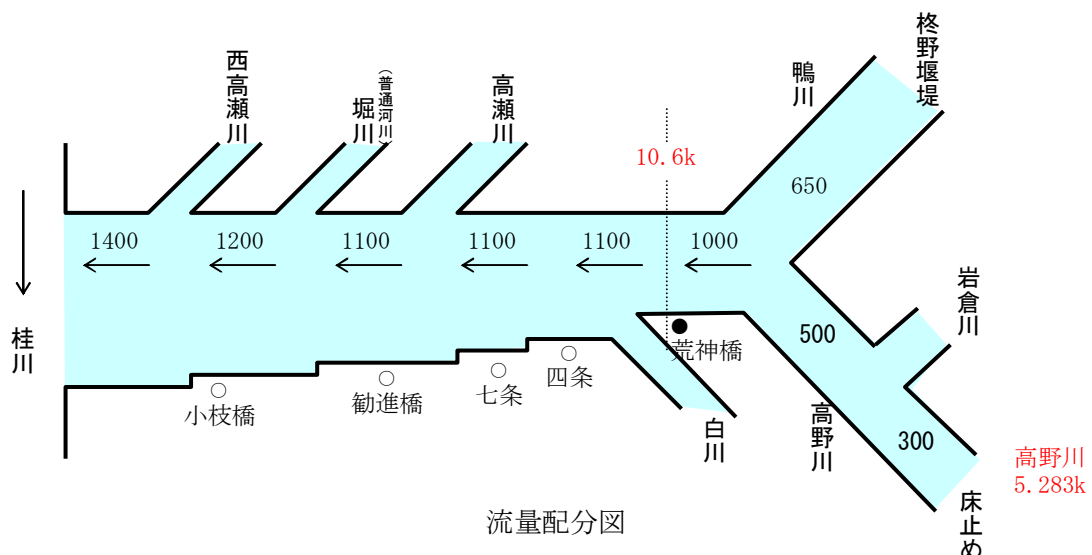 西高瀬川
堀川
（普通河川）
高瀬川
鴨川
柊野堰堤
10.6k
650
1400
1200
1100
1100
1100
1000
岩倉川
桂川
500
荒神橋
四条
七条
勧進橋
小枝橋
白川
高野川
300
高野川
5.283k
床止め
流量配分図